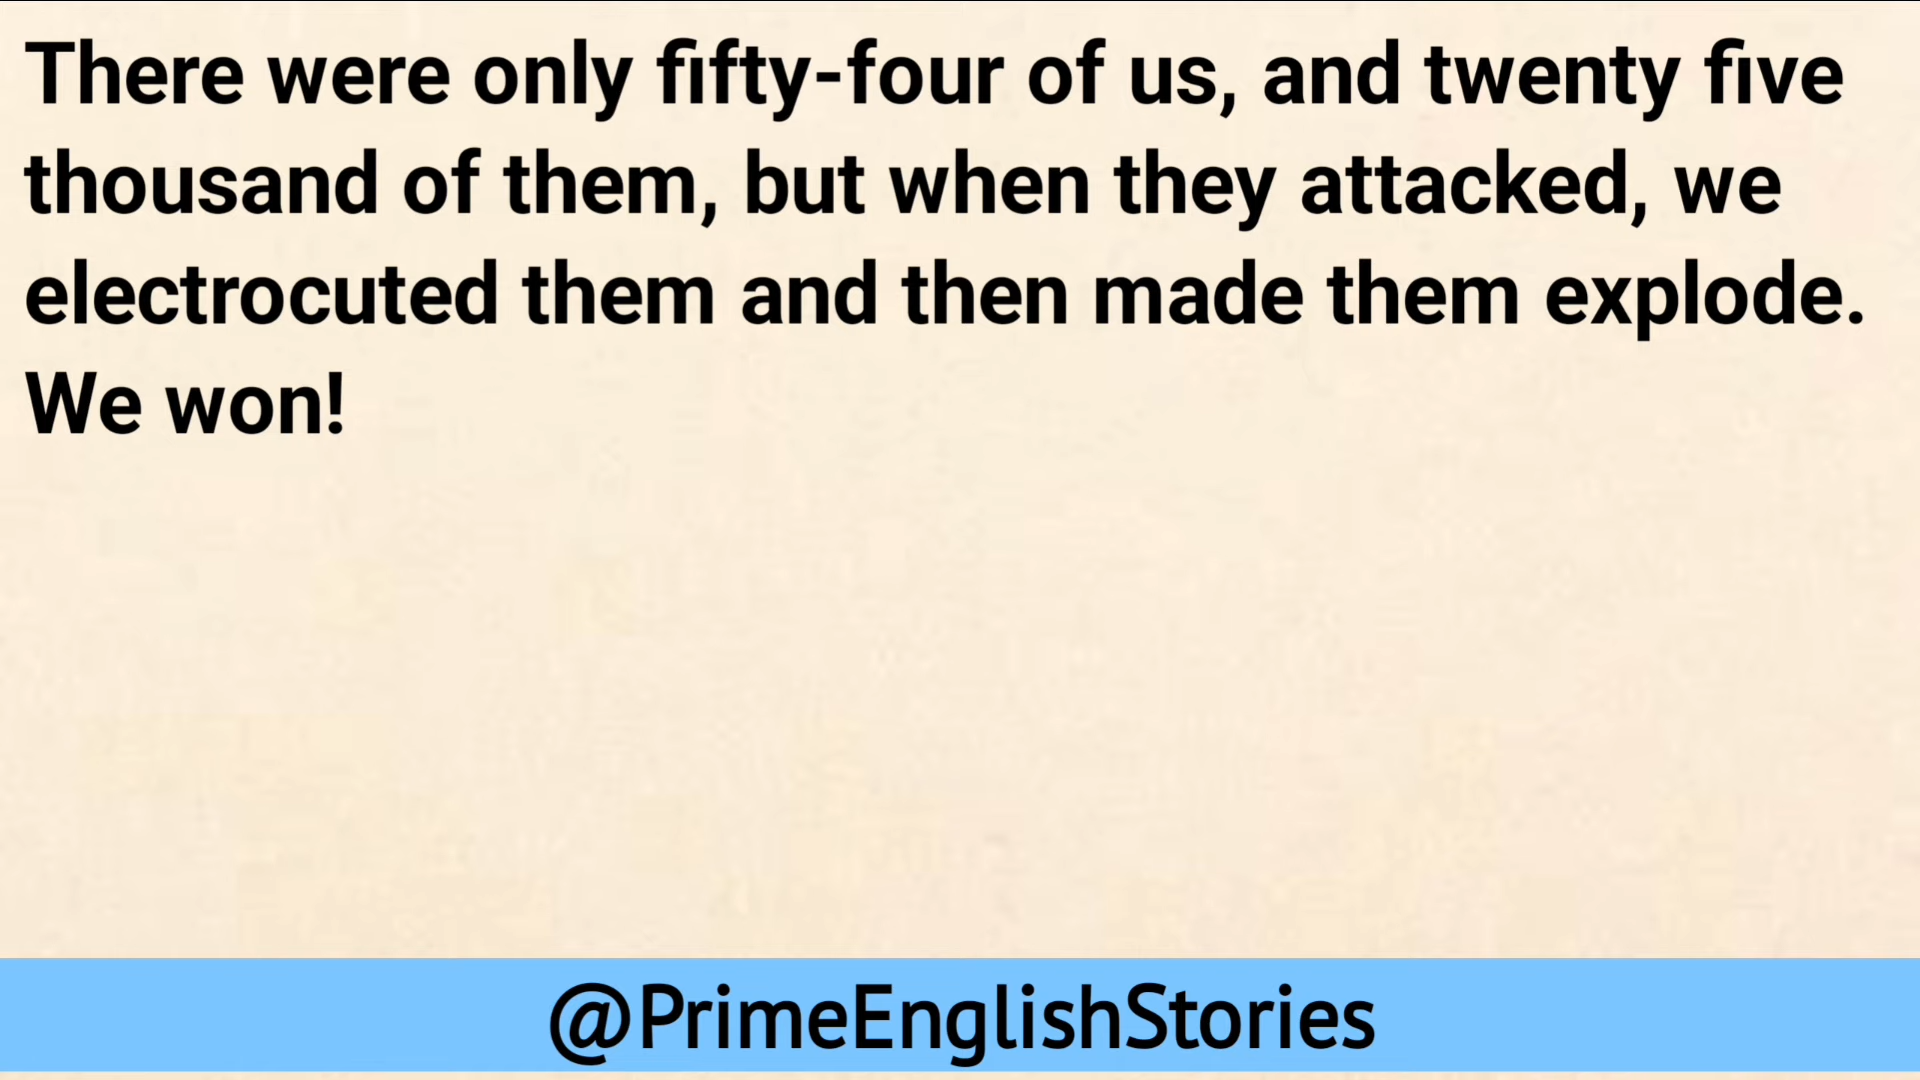 There were only fifty-four of us, and twenty five
thousand of them, but when they attacked, we
electrocuted them and then made them explode.
We won!
@PrimeEnglishStories